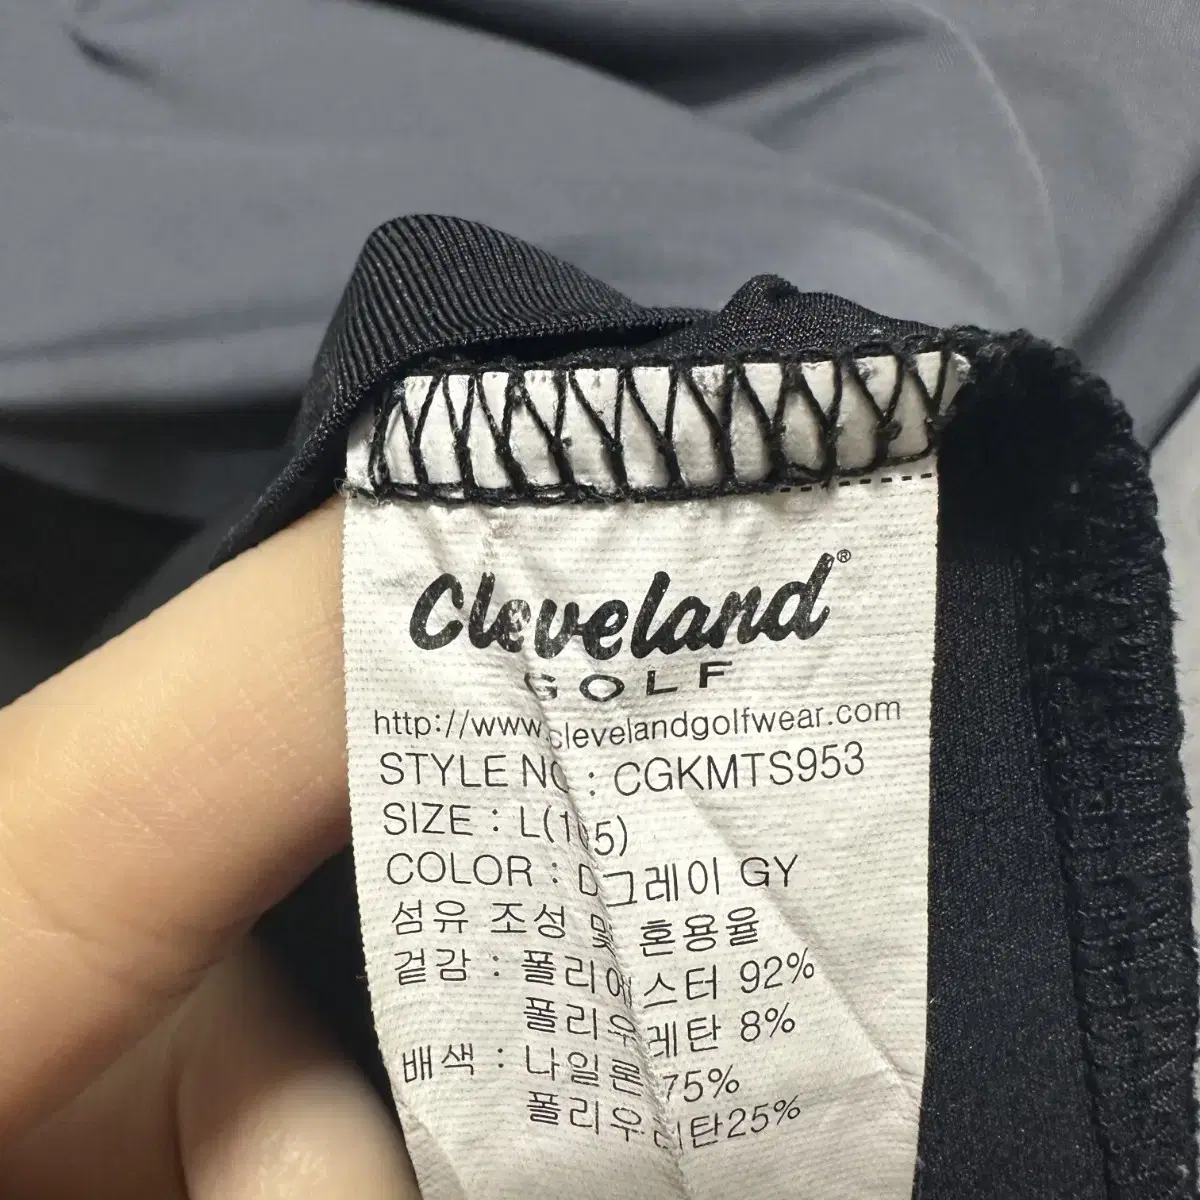 Cleveland®
GOLF
http://www.clevelandgolfwear.com
STYLE NO : CGKMTS953
SIZE : L(105)
COLOR : D그레이 GY
섬유 조성 및 혼용율
겉감 : 폴리에스터 92%
폴리우레탄 8%
배색 : 나일론 75%
폴리우레탄25%